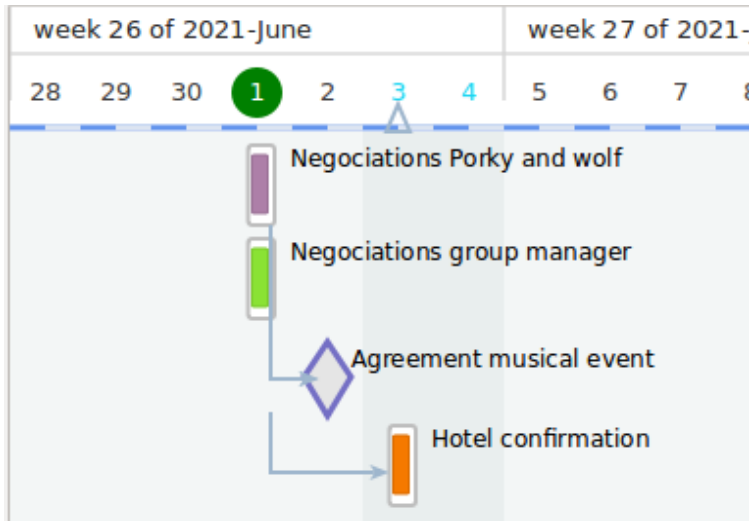 week 26 of 2021-June
week 27 of 2021-
28 29 30 1 2 3 4 5 6 7
Negociations Porky and wolf
Negociations group manager
Agreement musical event
Hotel confirmation